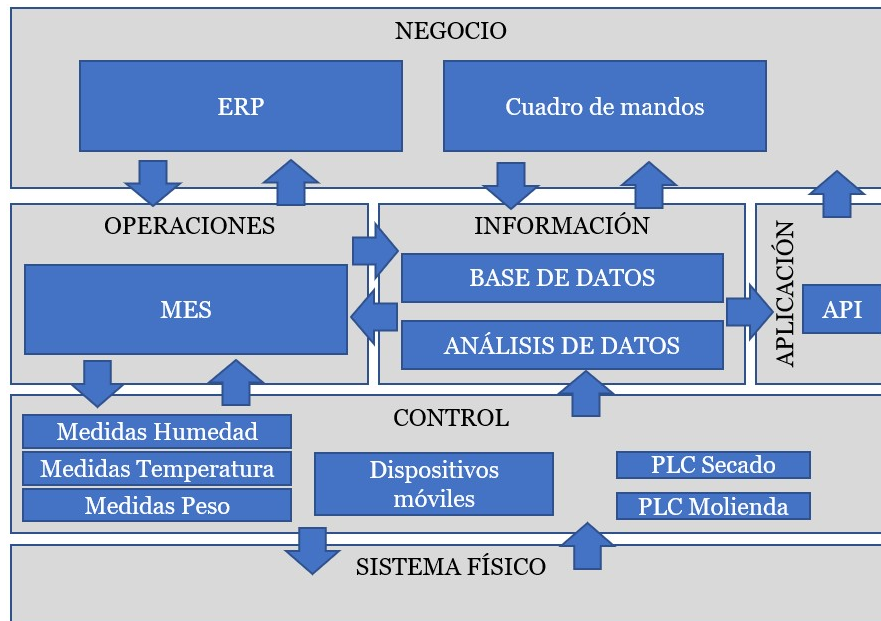 NEGOCIO
ERP
Cuadro de mandos
OPERACIONES
MES
INFORMACIÓN
BASE DE DATOS
ANÁLISIS DE DATOS
APLICACIÓN
API
CONTROL
Medidas Humedad
Medidas Temperatura
Medidas Peso
Dispositivos
móviles
PLC Secado
PLC Molienda
SISTEMA FÍSICO